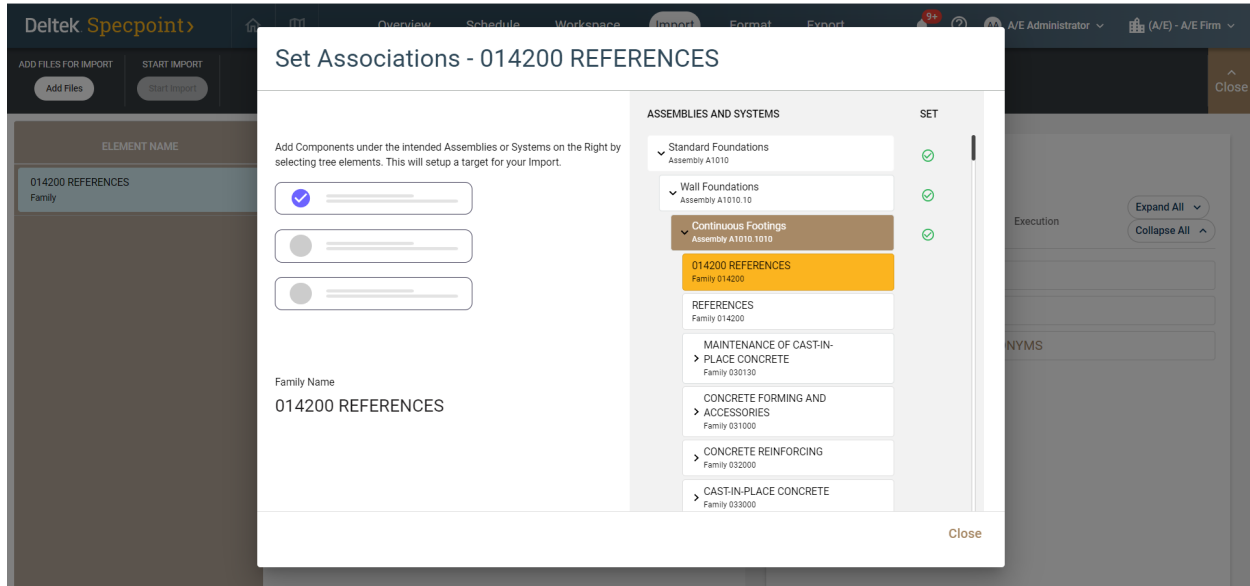 Deltek Specpoint
Overview Schedule Workspace Import Format Export
9+
AA A/E Administrator
(A/E) - A/E Firm
ADD FILES FOR IMPORT
START IMPORT
Add Files
Start Import
Close
Set Associations - 014200 REFERENCES
ELEMENT NAME
014200 REFERENCES
Family
Add Components under the intended Assemblies or Systems on the Right by
selecting tree elements. This will setup a target for your Import.
Family Name
014200 REFERENCES
ASSEMBLIES AND SYSTEMS
SET
Standard Foundations
Assembly A1010
Wall Foundations
Assembly A1010.10
Continuous Footings
Assembly A1010.1010
014200 REFERENCES
Family 014200
REFERENCES
Family 014200
MAINTENANCE OF CAST-IN-
PLACE CONCRETE
Family 030130
CONCRETE FORMING AND
ACCESSORIES
Family 031000
CONCRETE REINFORCING
Family 032000
CAST-IN-PLACE CONCRETE
Family 033000
Close
Execution
Expand All
Collapse All
ONYMS